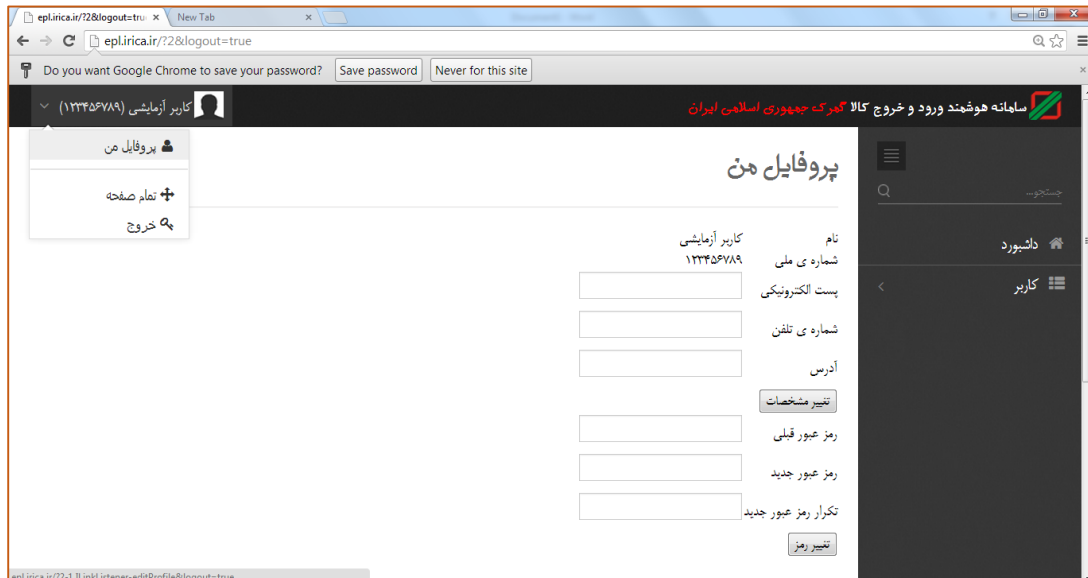 epl.irica.ir/?2&logout=tru
New Tab
epl.irica.ir/?2&logout=true
Do you want Google Chrome to save your password? Save password Never for this site
سامانه هوشمند ورود و خروج کالا گمرک جمهوری اسلامی ایران
کاربر آزمایشی (۱۲۳۴۵۶۷۸۹)
پروفایل من
تمام صفحه
خروج
جستجو...
داشبورد
کاربر
پروفایل من
نام کاربر آزمایشی
شماره ی ملی ۱۲۳۴۵۶۷۸۹
پست الکترونیکی
شماره ی تلفن
آدرس
تغییر مشخصات
رمز عبور قبلی
رمز عبور جدید
تکرار رمز عبور جدید
تغییر رمز